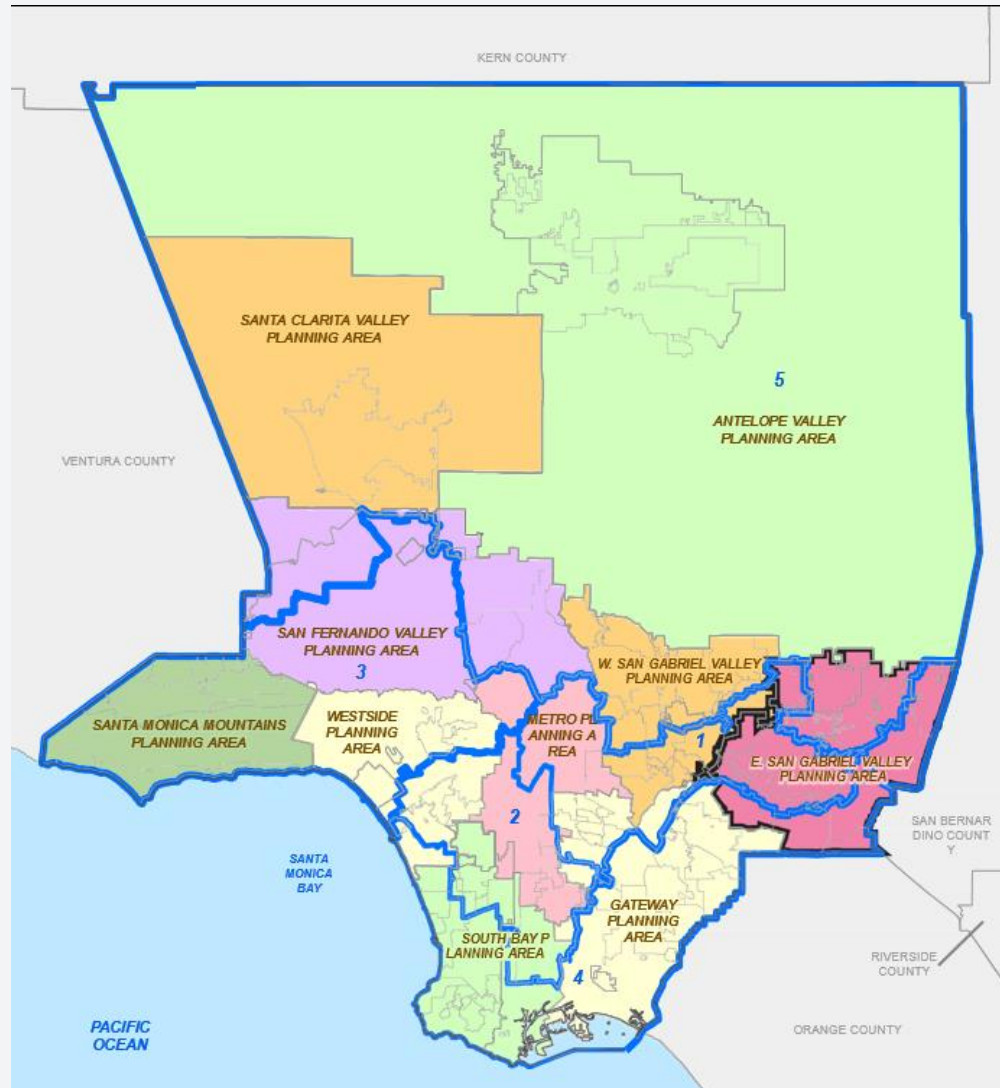 KERN COUNTY
SANTA CLARITA VALLEY
PLANNING AREA
5
ANTELOPE VALLEY
PLANNING AREA
VENTURA COUNTY
SAN FERNANDO VALLEY
PLANNING AREA
3
W. SAN GABRIEL VALLEY
PLANNING AREA
SANTA MONICA MOUNTAINS
PLANNING AREA
WESTSIDE
PLANNING
AREA
METRO PL
ANNING A
REA
1
E. SAN GABRIEL VALLEY
PLANNING AREA
2
SAN BERNAR
DINO COUNT
Y
SANTA
MONICA
BAY
GATEWAY
PLANNING
AREA
SOUTH BAY P
LANNING AREA
4
RIVERSIDE
COUNTY
PACIFIC
OCEAN
ORANGE COUNTY